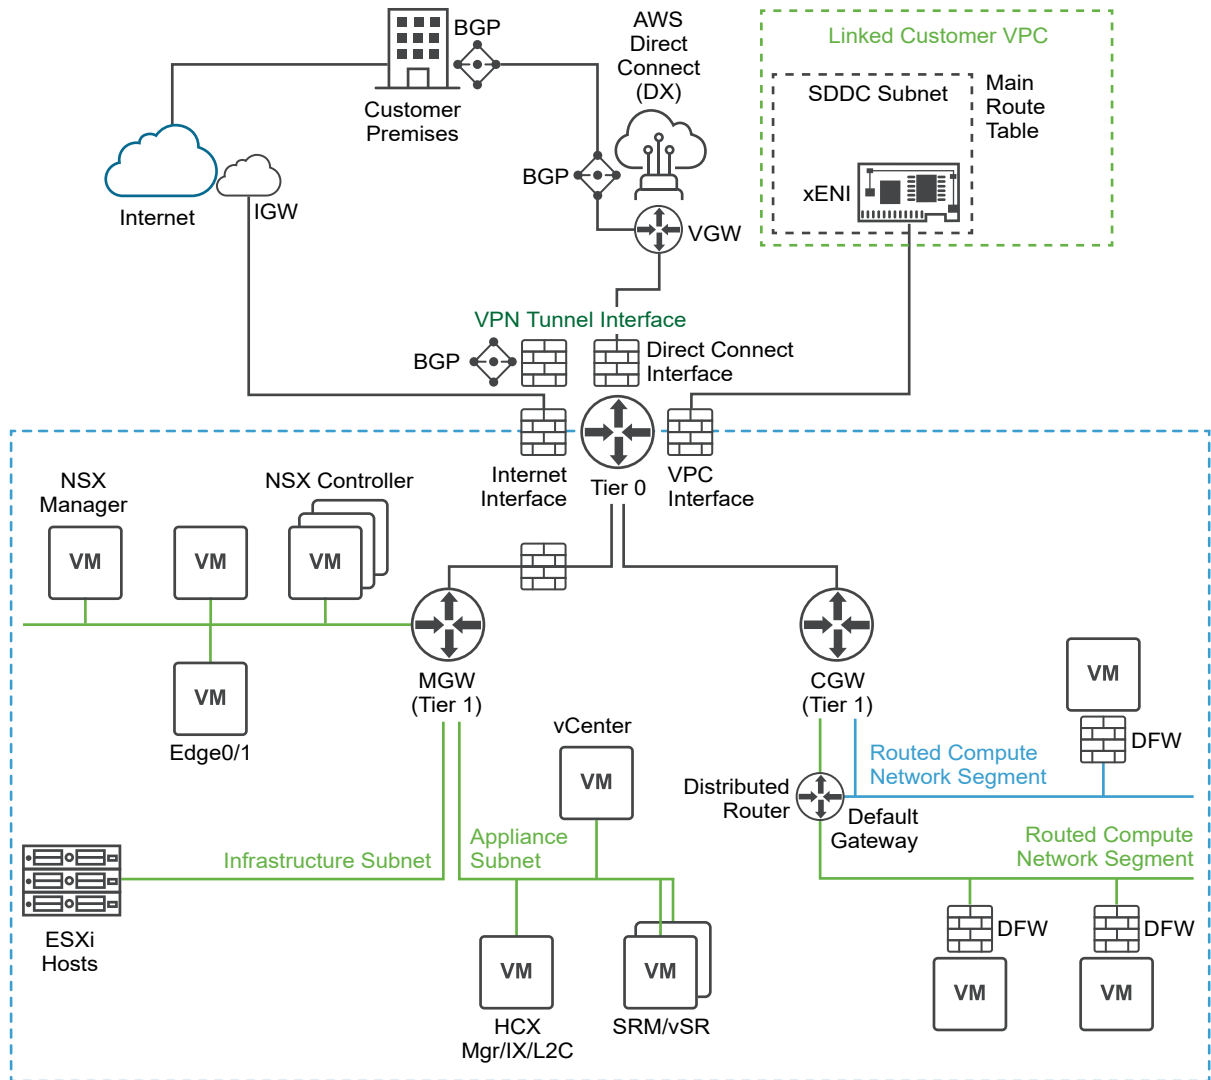 BGP
AWS
Direct
Connect
(DX)
Linked Customer VPC
SDDC Subnet
Main
Route
Table
Customer
Premises
BGP
xENI
Internet
IGW
VGW
VPN Tunnel Interface
BGP
Direct Connect
Interface
Internet
Interface
Tier 0
VPC
Interface
NSX
Manager
NSX Controller
VM
VM
VM
VM
Edge0/1
MGW
(Tier 1)
CGW
(Tier 1)
VM
DFW
vCenter
VM
Routed Compute
Network Segment
Distributed
Router
Default
Gateway
Infrastructure Subnet
Appliance
Subnet
Routed Compute
Network Segment
ESXi
Hosts
VM
HCX
Mgr/IX/L2C
VM
SRM/vSR
DFW
VM
DFW
VM